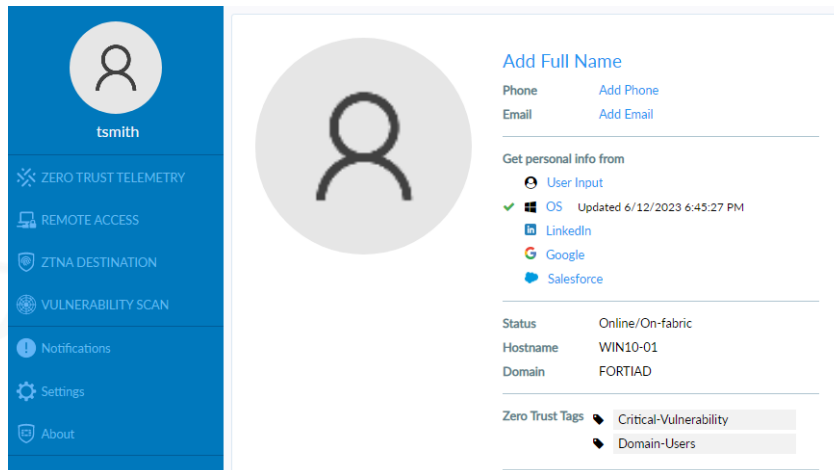 tsmith
ZERO TRUST TELEMETRY
REMOTE ACCESS
ZTNA DESTINATION
VULNERABILITY SCAN
Notifications
Settings
About
Add Full Name
Phone Add Phone
Email Add Email
Get personal info from
User Input
OS Updated 6/12/2023 6:45:27 PM
LinkedIn
Google
Salesforce
Status Online/On-fabric
Hostname WIN10-01
Domain FORTIAD
Zero Trust Tags Critical-Vulnerability
Domain-Users